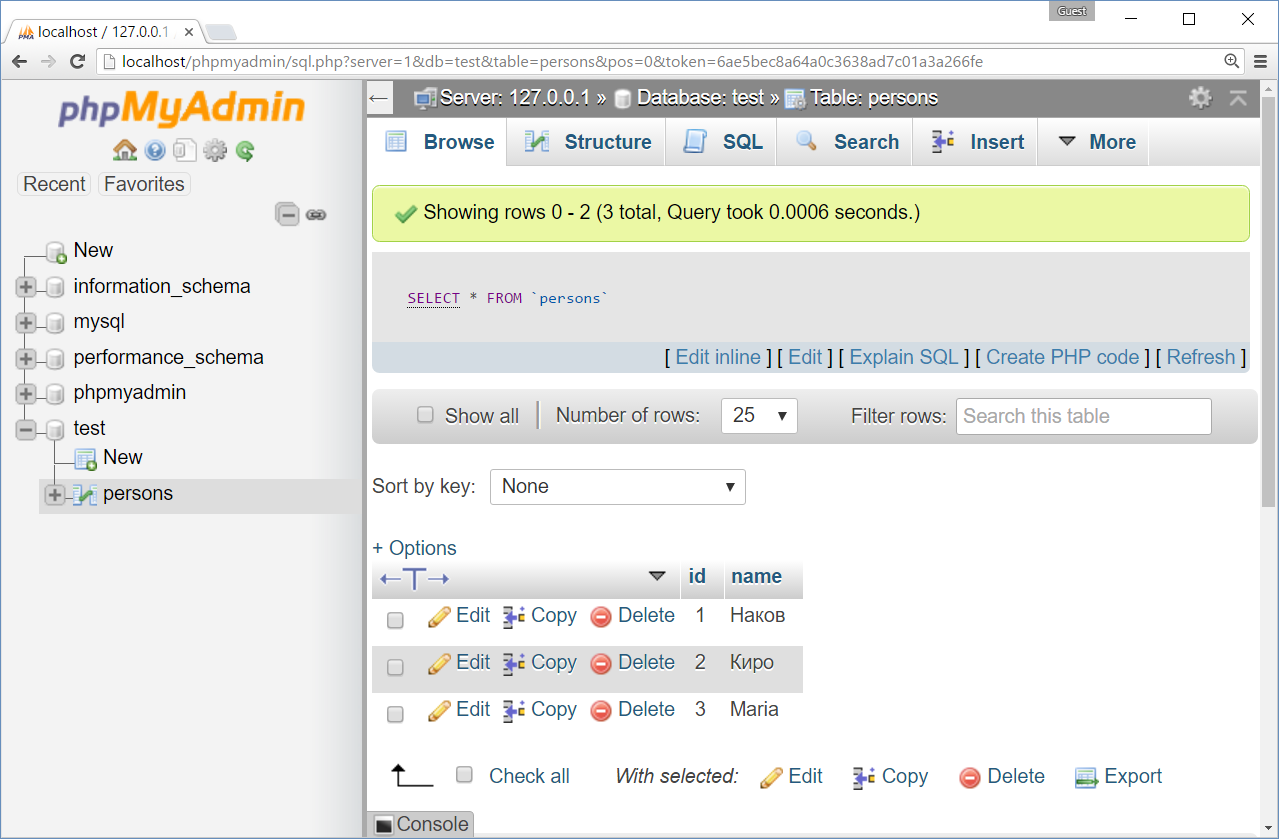 Guest
localhost / 127.0.0.1
localhost/phpmyadmin/sql.php?server=1&db=test&table=persons&pos=0&token=6ae5bec8a64a0c3638ad7c01a3a266fe
phpMyAdmin
Recent Favorites
New
information_schema
mysql
performance_schema
phpmyadmin
test
New
persons
Server: 127.0.0.1 » Database: test » Table: persons
Browse Structure SQL Search Insert More
Showing rows 0 - 2 (3 total, Query took 0.0006 seconds.)
SELECT * FROM `persons`
[ Edit inline ] [ Edit ] [ Explain SQL ] [ Create PHP code ] [ Refresh ]
Show all Number of rows: 25 Filter rows: Search this table
Sort by key: None
+ Options
←T→ id name
Edit Copy Delete 1 Наков
Edit Copy Delete 2 Киро
Edit Copy Delete 3 Maria
Check all With selected: Edit Copy Delete Export
Console